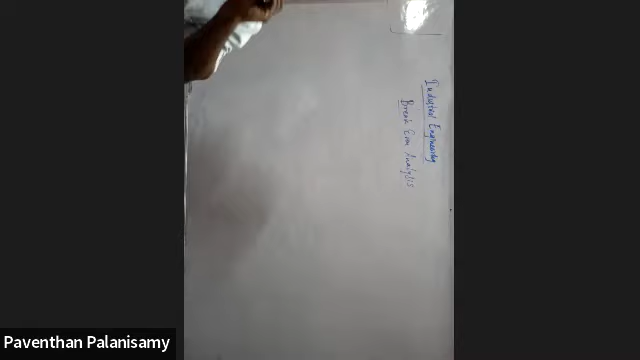 Industrial Engineering
Break Even Analysis
Paventhan Palanisamy